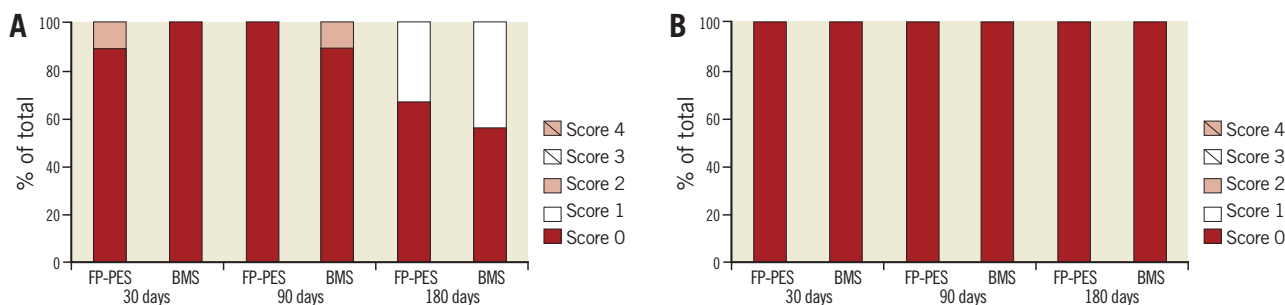 A
% of total
100
80
60
40
20
0
FP-PES BMS FP-PES BMS FP-PES BMS
30 days 90 days 180 days
Score 4
Score 3
Score 2
Score 1
Score 0
B
% of total
100
80
60
40
20
0
FP-PES BMS FP-PES BMS FP-PES BMS
30 days 90 days 180 days
Score 4
Score 3
Score 2
Score 1
Score 0